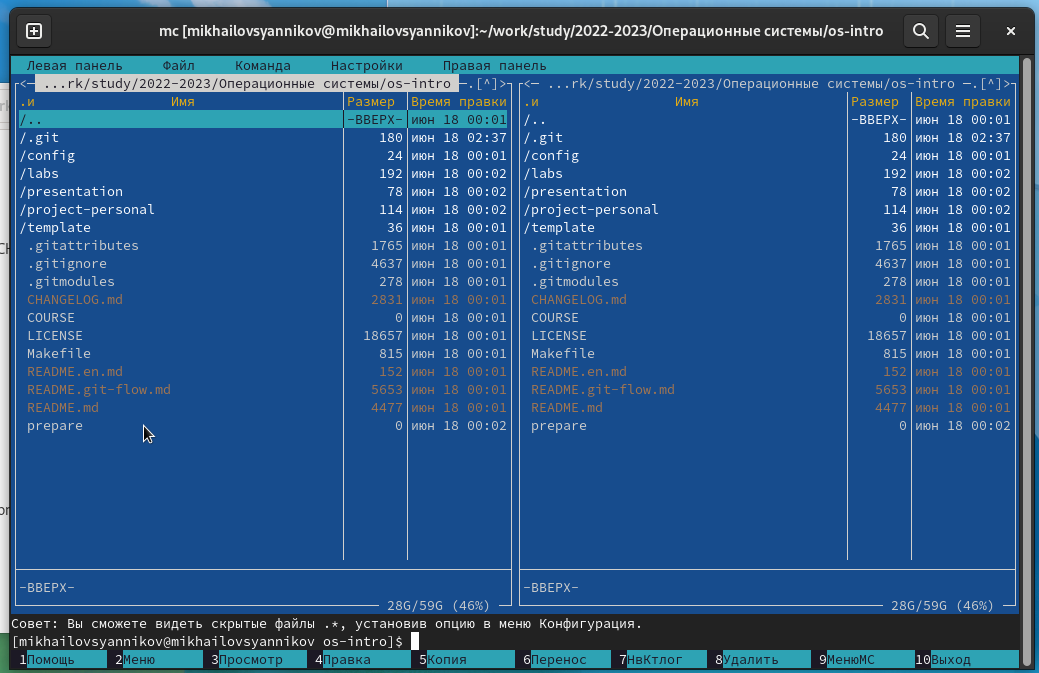 mc [mikhailovsyannikov@mikhailovsyannikov]:~/work/study/2022-2023/Операционные системы/os-intro
Левая панель Файл Команда Настройки Правая панель
<─ ...rk/study/2022-2023/Операционные системы/os-intro ─.[^]>
.и Имя Размер Время правки
/.. -ВВЕРХ- июн 18 00:01
/.git 180 июн 18 02:37
/config 24 июн 18 00:01
/labs 192 июн 18 00:02
/presentation 78 июн 18 00:02
/project-personal 114 июн 18 00:02
/template 36 июн 18 00:01
.gitattributes 1765 июн 18 00:01
.gitignore 4637 июн 18 00:01
.gitmodules 278 июн 18 00:01
CHANGELOG.md 2831 июн 18 00:01
COURSE 0 июн 18 00:01
LICENSE 18657 июн 18 00:01
Makefile 815 июн 18 00:01
README.en.md 152 июн 18 00:01
README.git-flow.md 5653 июн 18 00:01
README.md 4477 июн 18 00:01
prepare 0 июн 18 00:02
-ВВЕРХ-
28G/59G (46%)
<─ ...rk/study/2022-2023/Операционные системы/os-intro ─.[^]>
.и Имя Размер Время правки
/.. -ВВЕРХ- июн 18 00:01
/.git 180 июн 18 02:37
/config 24 июн 18 00:01
/labs 192 июн 18 00:02
/presentation 78 июн 18 00:02
/project-personal 114 июн 18 00:02
/template 36 июн 18 00:01
.gitattributes 1765 июн 18 00:01
.gitignore 4637 июн 18 00:01
.gitmodules 278 июн 18 00:01
CHANGELOG.md 2831 июн 18 00:01
COURSE 0 июн 18 00:01
LICENSE 18657 июн 18 00:01
Makefile 815 июн 18 00:01
README.en.md 152 июн 18 00:01
README.git-flow.md 5653 июн 18 00:01
README.md 4477 июн 18 00:01
prepare 0 июн 18 00:02
-ВВЕРХ-
28G/59G (46%)
Совет: Вы сможете видеть скрытые файлы .*, установив опцию в меню Конфигурация.
[mikhailovsyannikov@mikhailovsyannikov os-intro]$
1Помощь 2Меню 3Просмотр 4Правка 5Копия 6Перенос 7НвКтлог 8Удалить 9МенюМС 10Выход